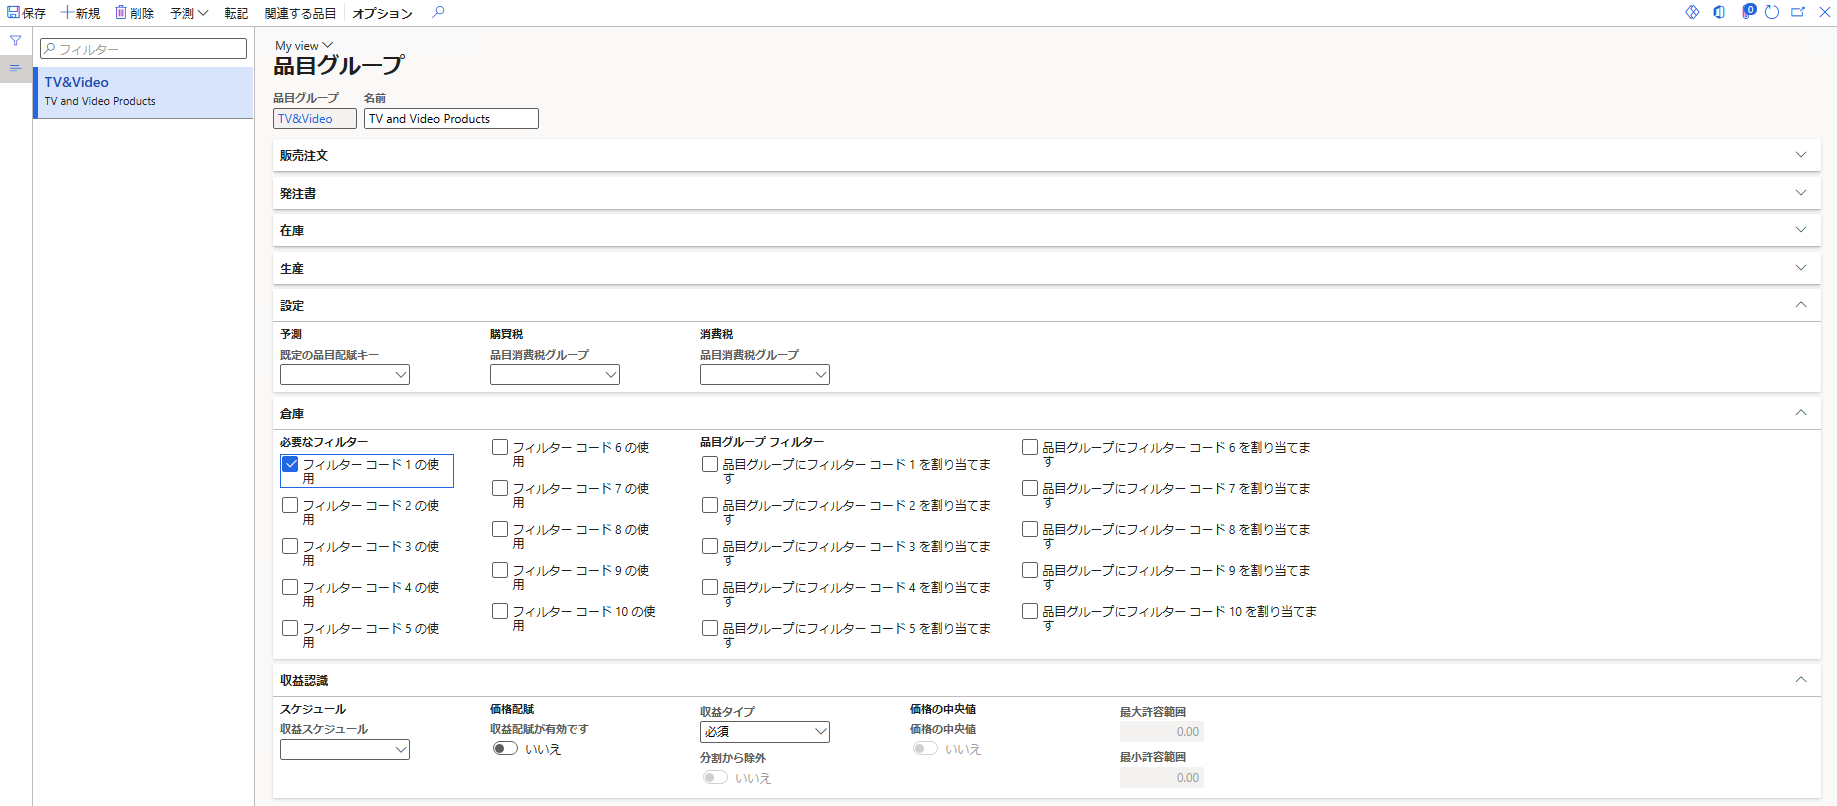 保存 新規 削除 予測 転記 関連する品目 オプション 0
フィルター
TV&Video
TV and Video Products
My view
品目グループ
品目グループ 名前
TV&Video TV and Video Products
販売注文
発注書
在庫
生産
設定
予測 購買税 消費税
既定の品目配賦キー 品目消費税グループ 品目消費税グループ
倉庫
必要なフィルター
フィルター コード 1 の使
用
フィルター コード 2 の使
用
フィルター コード 3 の使
用
フィルター コード 4 の使
用
フィルター コード 5 の使
用
フィルター コード 6 の使
用
フィルター コード 7 の使
用
フィルター コード 8 の使
用
フィルター コード 9 の使
用
フィルター コード 10 の使
用
品目グループ フィルター
品目グループにフィルター コード 1 を割り当てま
す
品目グループにフィルター コード 2 を割り当てま
す
品目グループにフィルター コード 3 を割り当てま
す
品目グループにフィルター コード 4 を割り当てま
す
品目グループにフィルター コード 5 を割り当てま
す
品目グループにフィルター コード 6 を割り当てま
す
品目グループにフィルター コード 7 を割り当てま
す
品目グループにフィルター コード 8 を割り当てま
す
品目グループにフィルター コード 9 を割り当てま
す
品目グループにフィルター コード 10 を割り当てま
す
収益認識
スケジュール
収益スケジュール
価格配賦
収益配賦が有効です
いいえ
収益タイプ
必須
分割から除外
いいえ
価格の中央値
価格の中央値
いいえ
最大許容範囲
0.00
最小許容範囲
0.00